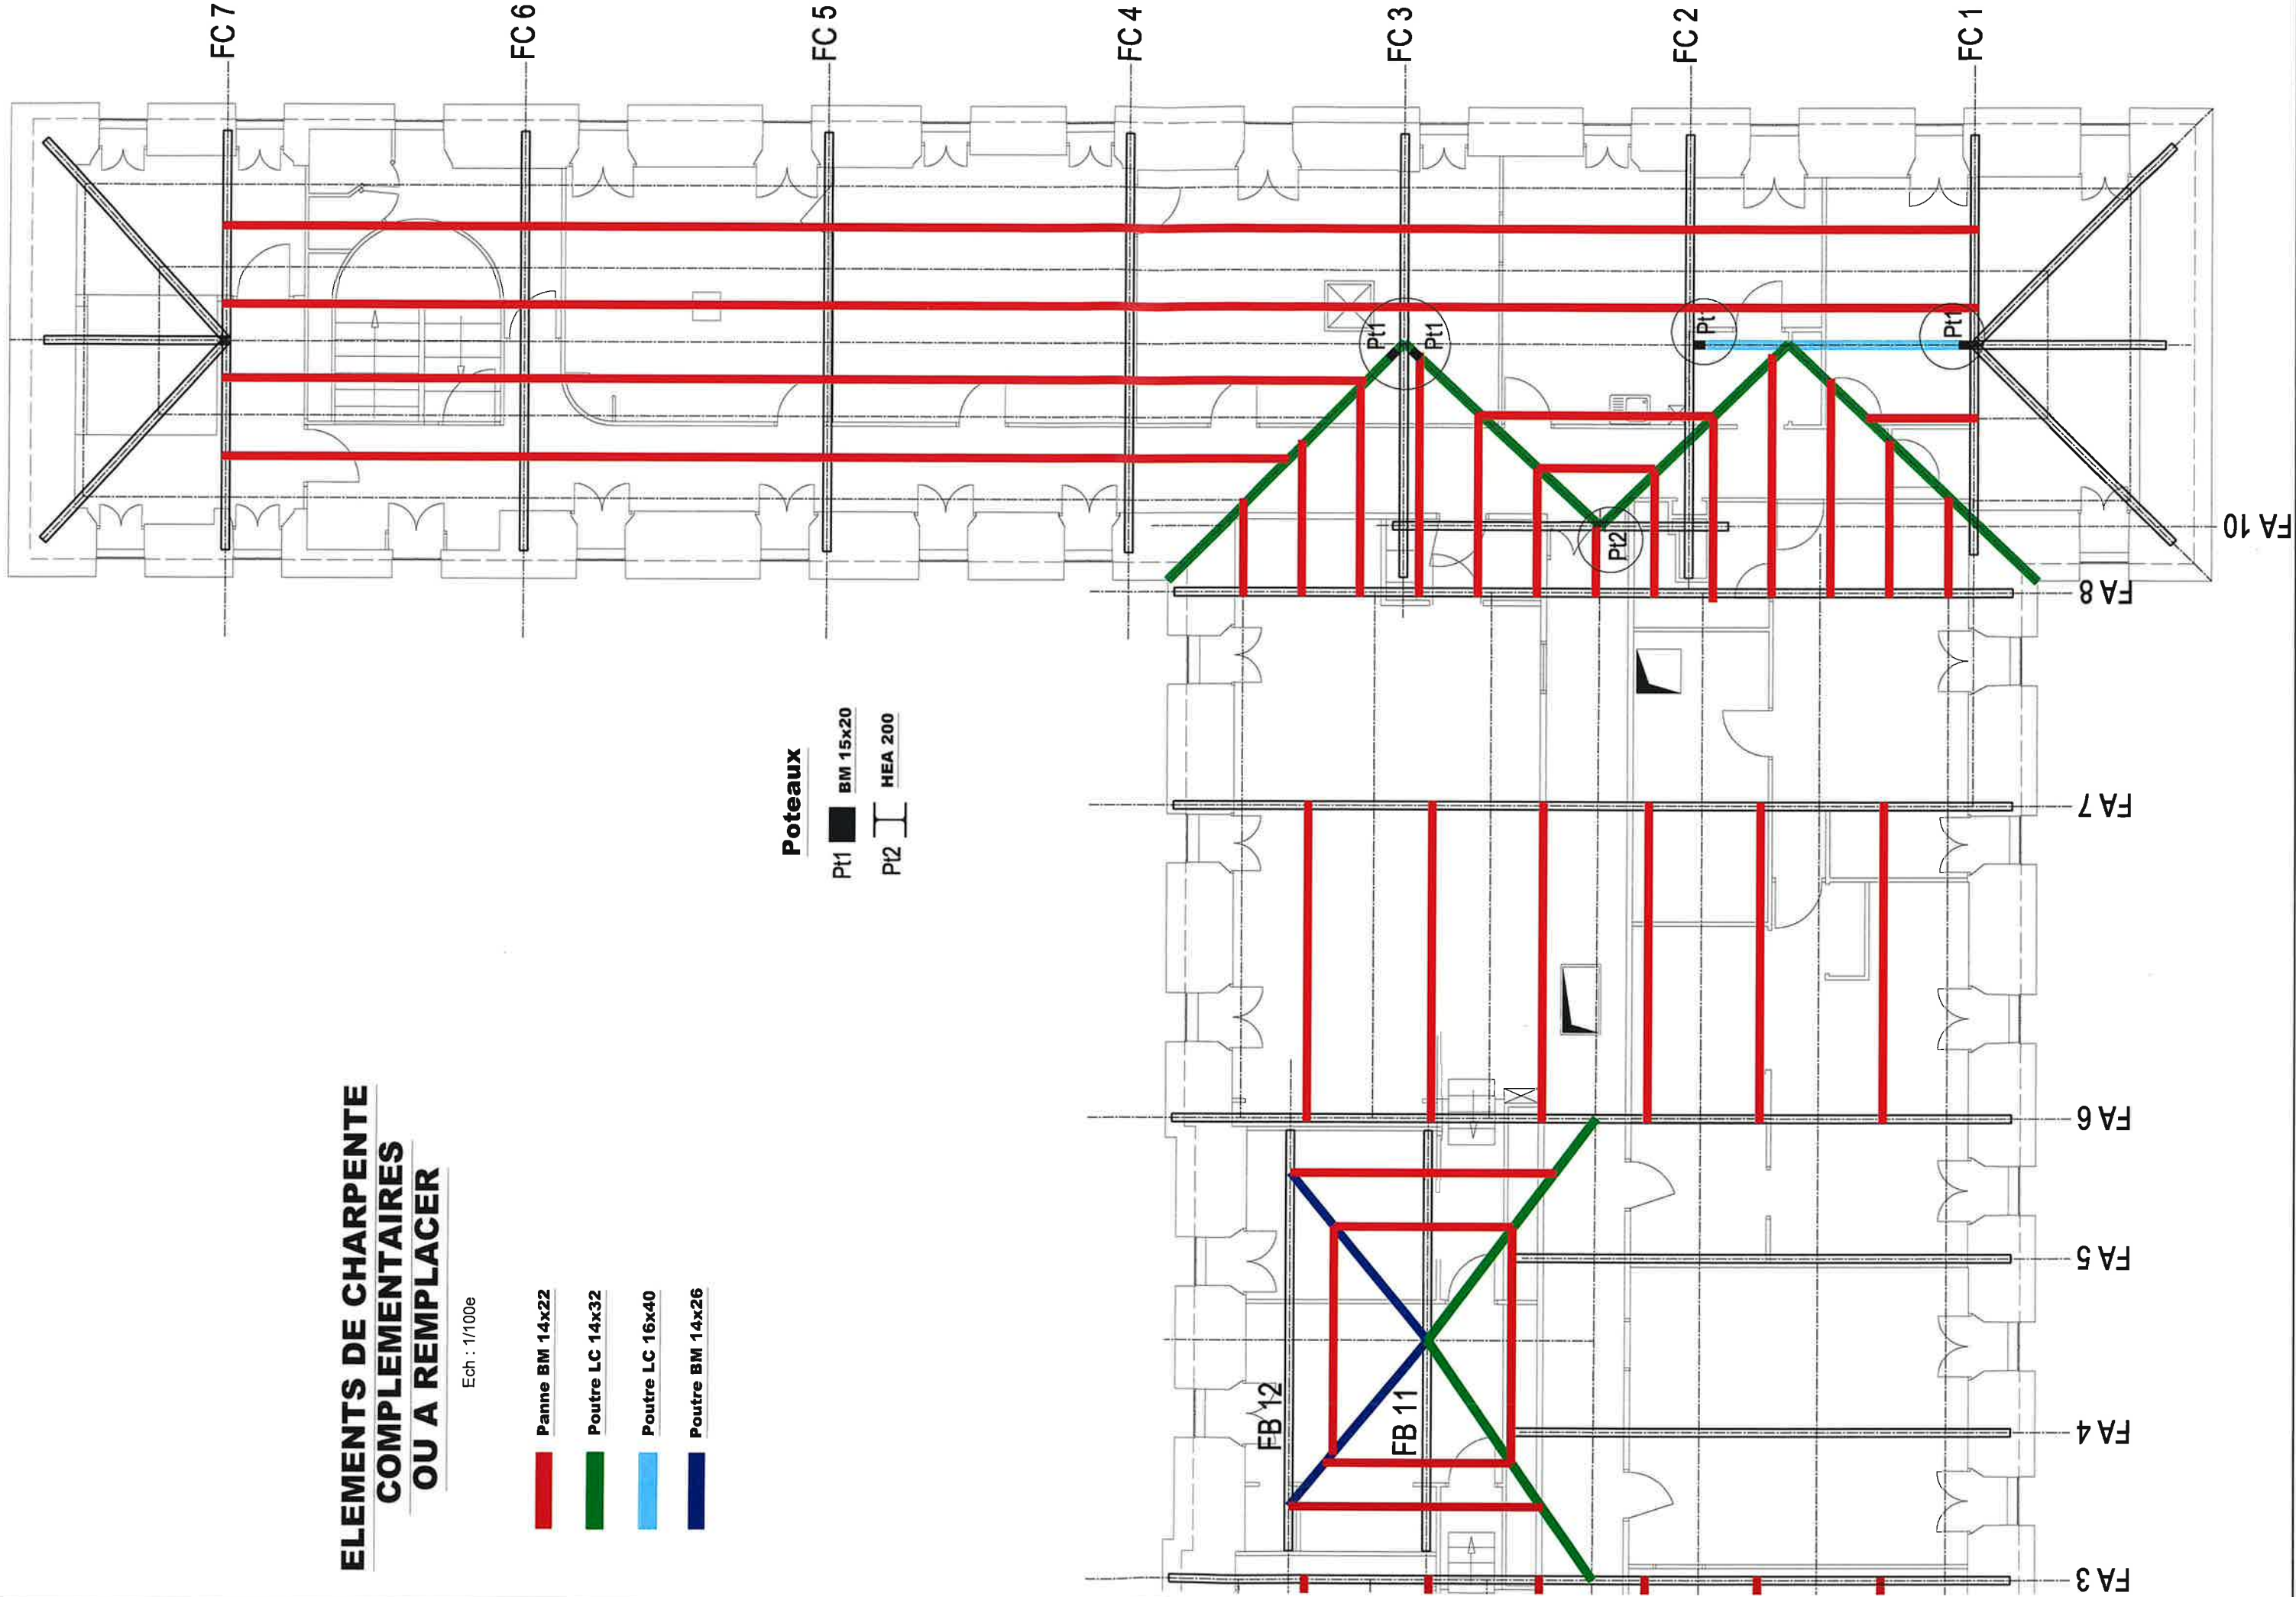 FC 7
FC 6
FC 5
FC 4
FC 3
FC 2
FC 1
Pt1
Pt1
Pt1
Pt1
Pt2
FA 10
FA 8
FA 7
FA 6
FA 5
FA 4
FA 3
FB 12
FB 11
Poteaux
Pt1 BM 15x20
Pt2 HEA 200
ELEMENTS DE CHARPENTE
COMPLEMENTAIRES
OU A REMPLACER
Ech : 1/100e
Panne BM 14x22
Poutre LC 14x32
Poutre LC 16x40
Poutre BM 14x26